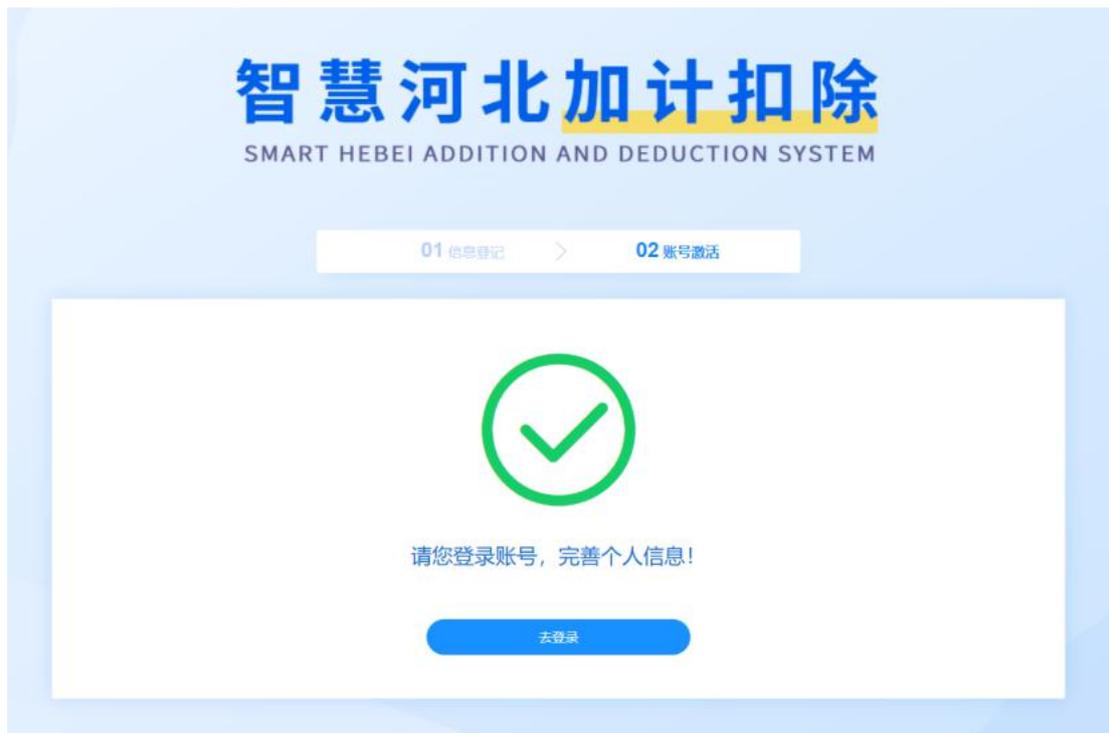 智慧河北加计扣除
SMART HEBEI ADDITION AND DEDUCTION SYSTEM
01 信息登记 > 02 账号激活
请您登录账号，完善个人信息！
去登录